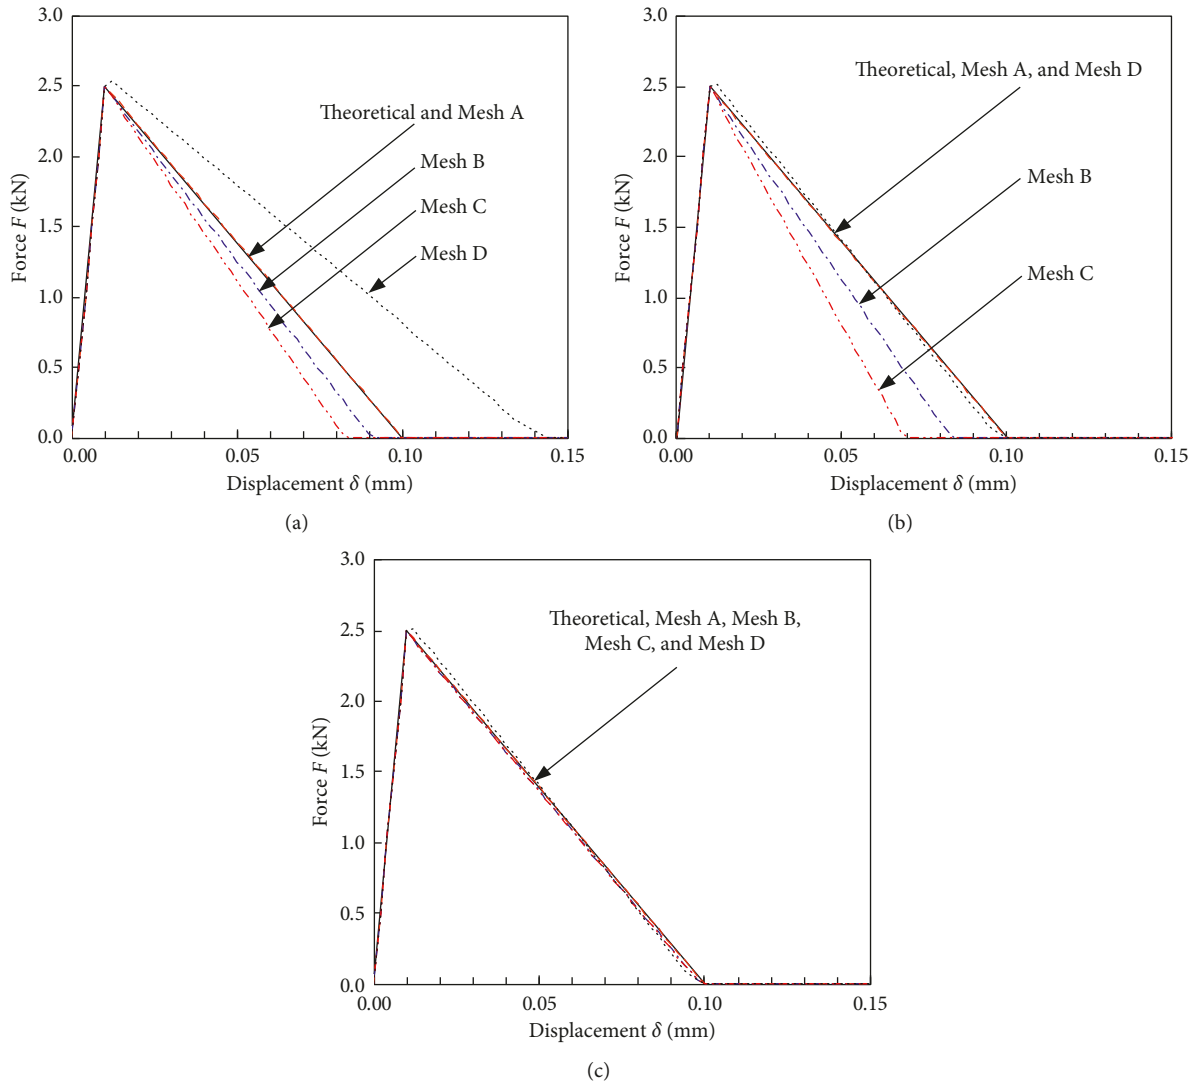 3.0
2.5
2.0
1.5
1.0
0.5
0.0
Force F (kN)
Theoretical and Mesh A
Mesh B
Mesh C
Mesh D
0.00
0.05
0.10
0.15
Displacement δ (mm)
(a)
3.0
2.5
2.0
1.5
1.0
0.5
0.0
Force F (kN)
Theoretical, Mesh A, and Mesh D
Mesh B
Mesh C
0.00
0.05
0.10
0.15
Displacement δ (mm)
(b)
3.0
2.5
2.0
1.5
1.0
0.5
0.0
Force F (kN)
Theoretical, Mesh A, Mesh B,
Mesh C, and Mesh D
0.00
0.05
0.10
0.15
Displacement δ (mm)
(c)